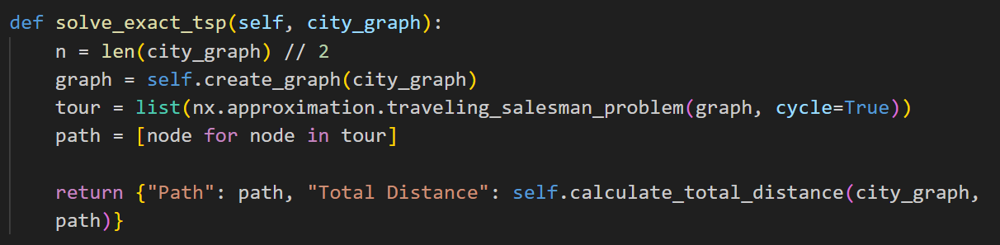 def solve_exact_tsp(self, city_graph):
    n = len(city_graph) // 2
    graph = self.create_graph(city_graph)
    tour = list(nx.approximation.traveling_salesman_problem(graph, cycle=True))
    path = [node for node in tour]

    return {"Path": path, "Total Distance": self.calculate_total_distance(city_graph,
    path)}